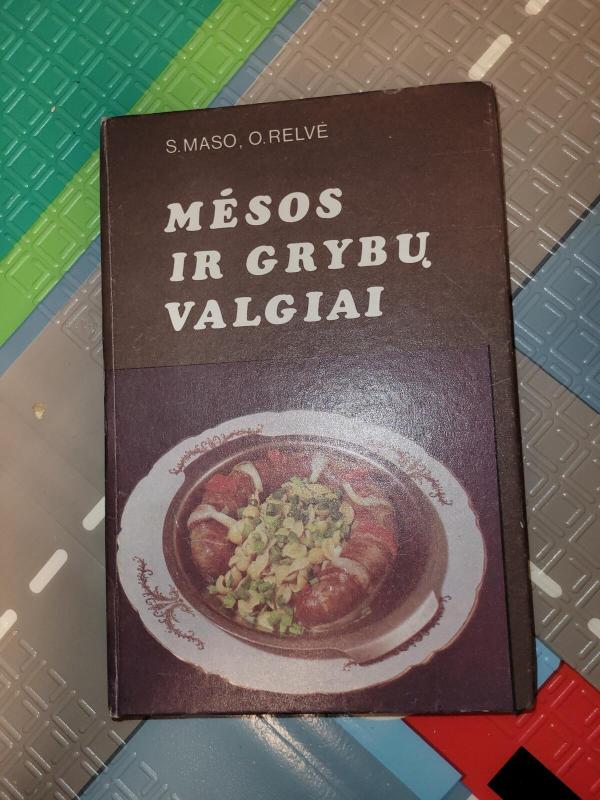 S. MASO, O. RELVĖ
MĖSOS
IR GRYBŲ
VALGIAI